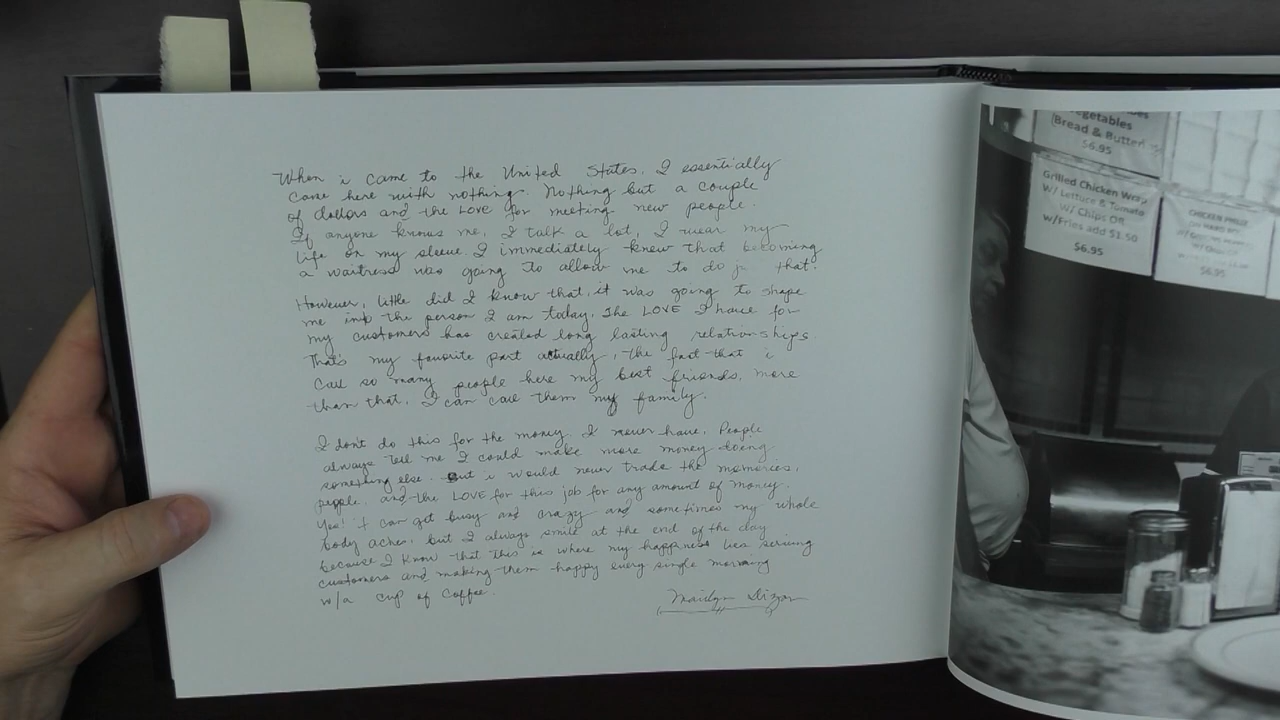 When i came to the United States, I essentially
came here with nothing. Nothing but a couple
of dollars and the LOVE for meeting new people.
If anyone knows me, I talk a lot, I wear my
life on my sleeve. I immediately knew that becoming
a waitress was going to allow me to do that.
However, little did I know that it was going to shape
me into the person I am today. The LOVE I have for
my customers has created long lasting relationships.
That's my favorite part actually, the fact that i
call so many people here my best friends, more
than that, I can call them my family.
I dont do this for the money, I never have. People
always tell me I could make more money doing
something else. But i would never trade the memories,
people, and the LOVE for this job for any amount of money.
Yes! It can get busy and crazy and sometimes my whole
body aches, but I always smile at the end of the day
because I know that this is where my happiness lies serving
customers and making them happy every single morning
w/a cup of coffee.
egetables
(Bread & Butter)
$6.95
Grilled Chicken Wrap
W/ Lettuce & Tomato
W/ Chips OR
w/Fries add $1.50
$6.95
CHICKEN PHILLY
$6.95